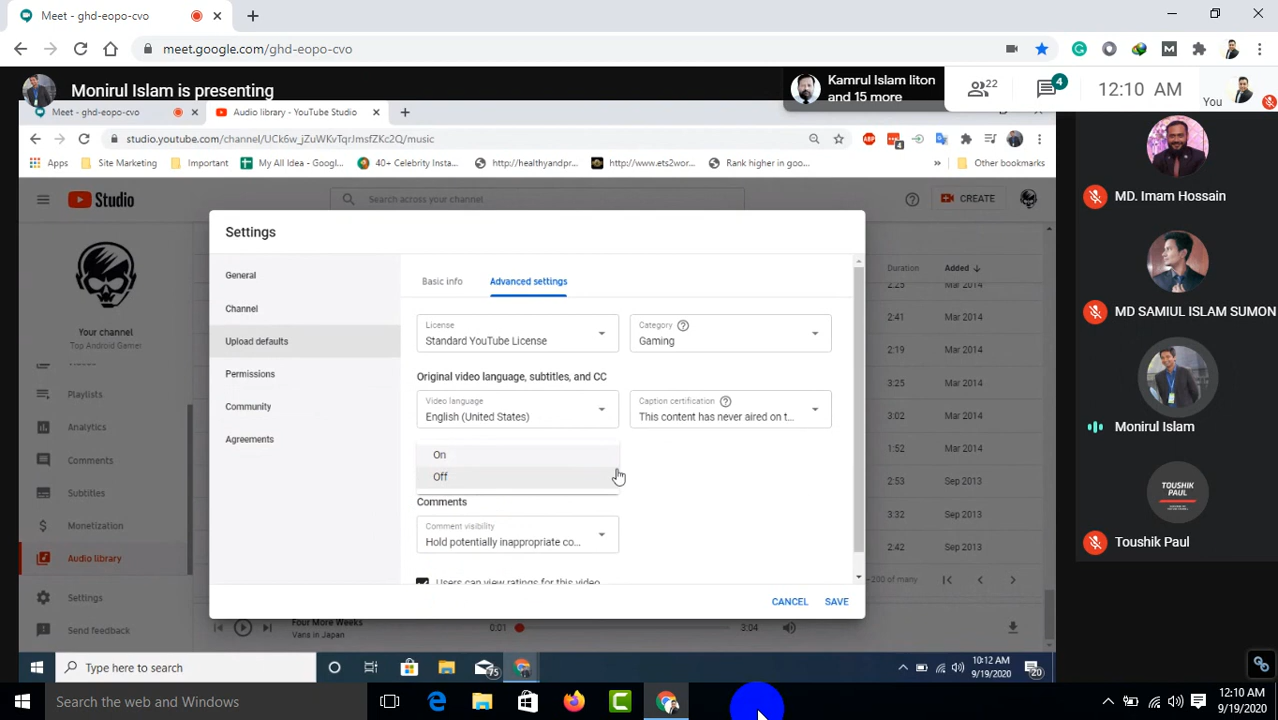 Meet - ghd-eopo-cvo
meet.google.com/ghd-eopo-cvo
Monirul Islam is presenting
Kamrul Islam liton
and 15 more
22
4
12:10 AM
You
Meet - ghd-eopo-cvo
Audio library - YouTube Studio
studio.youtube.com/channel/UCk6w_jZuWKvTqrJmsfZKc2Q/music
ABP
4
Apps
Site Marketing
Important
My All Idea - Googl...
40+ Celebrity Insta...
http://healthyandpr...
http://www.ets2wor...
Rank higher in goo...
»
Other bookmarks
Studio
Search across your channel
CREATE
Your channel
Top Android Gamer
Playlists
Analytics
Comments
Subtitles
Monetization
Audio library
Settings
Send feedback
Settings
General
Channel
Upload defaults
Permissions
Community
Agreements
Basic info
Advanced settings
License
Standard YouTube License
Category
Gaming
Original video language, subtitles, and CC
Video language
English (United States)
Caption certification
This content has never aired on t...
On
Off
Comments
Comment visibility
Hold potentially inappropriate co...
Users can view ratings for this video
CANCEL
SAVE
Duration
Added
2:25
Mar 2014
2:41
Mar 2014
2:19
Mar 2014
3:25
Mar 2014
3:02
Mar 2014
1:52
Mar 2014
2:53
Sep 2013
3:32
Sep 2013
2:42
Sep 2013
- 200 of many
Four More Weeks
Vans in Japan
0:01
3:04
Type here to search
75
10:12 AM
9/19/2020
20
MD. Imam Hossain
MD SAMIUL ISLAM SUMON
Monirul Islam
TOUSHIK
PAUL
Toushik Paul
Search the web and Windows
12:10 AM
9/19/2020